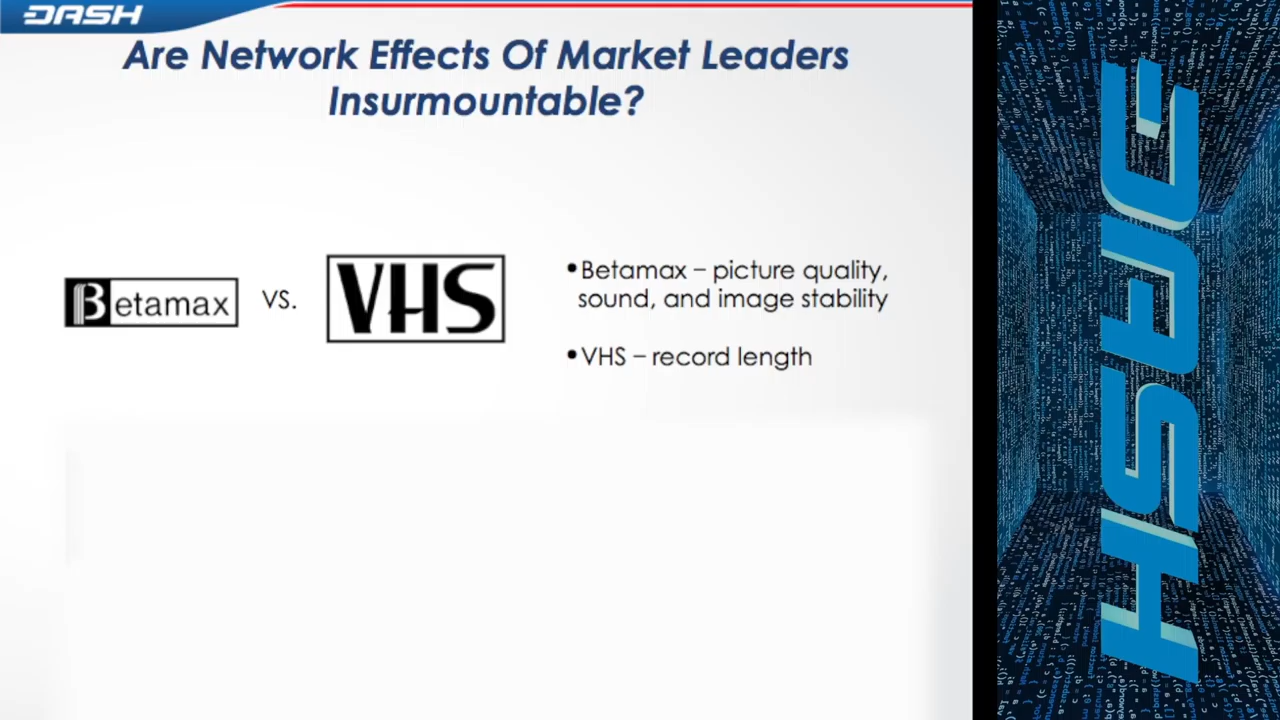 DASH
Are Network Effects Of Market Leaders
Insurmountable?
Betamax
VS.
VHS
•Betamax – picture quality,
sound, and image stability
•VHS – record length
DASH